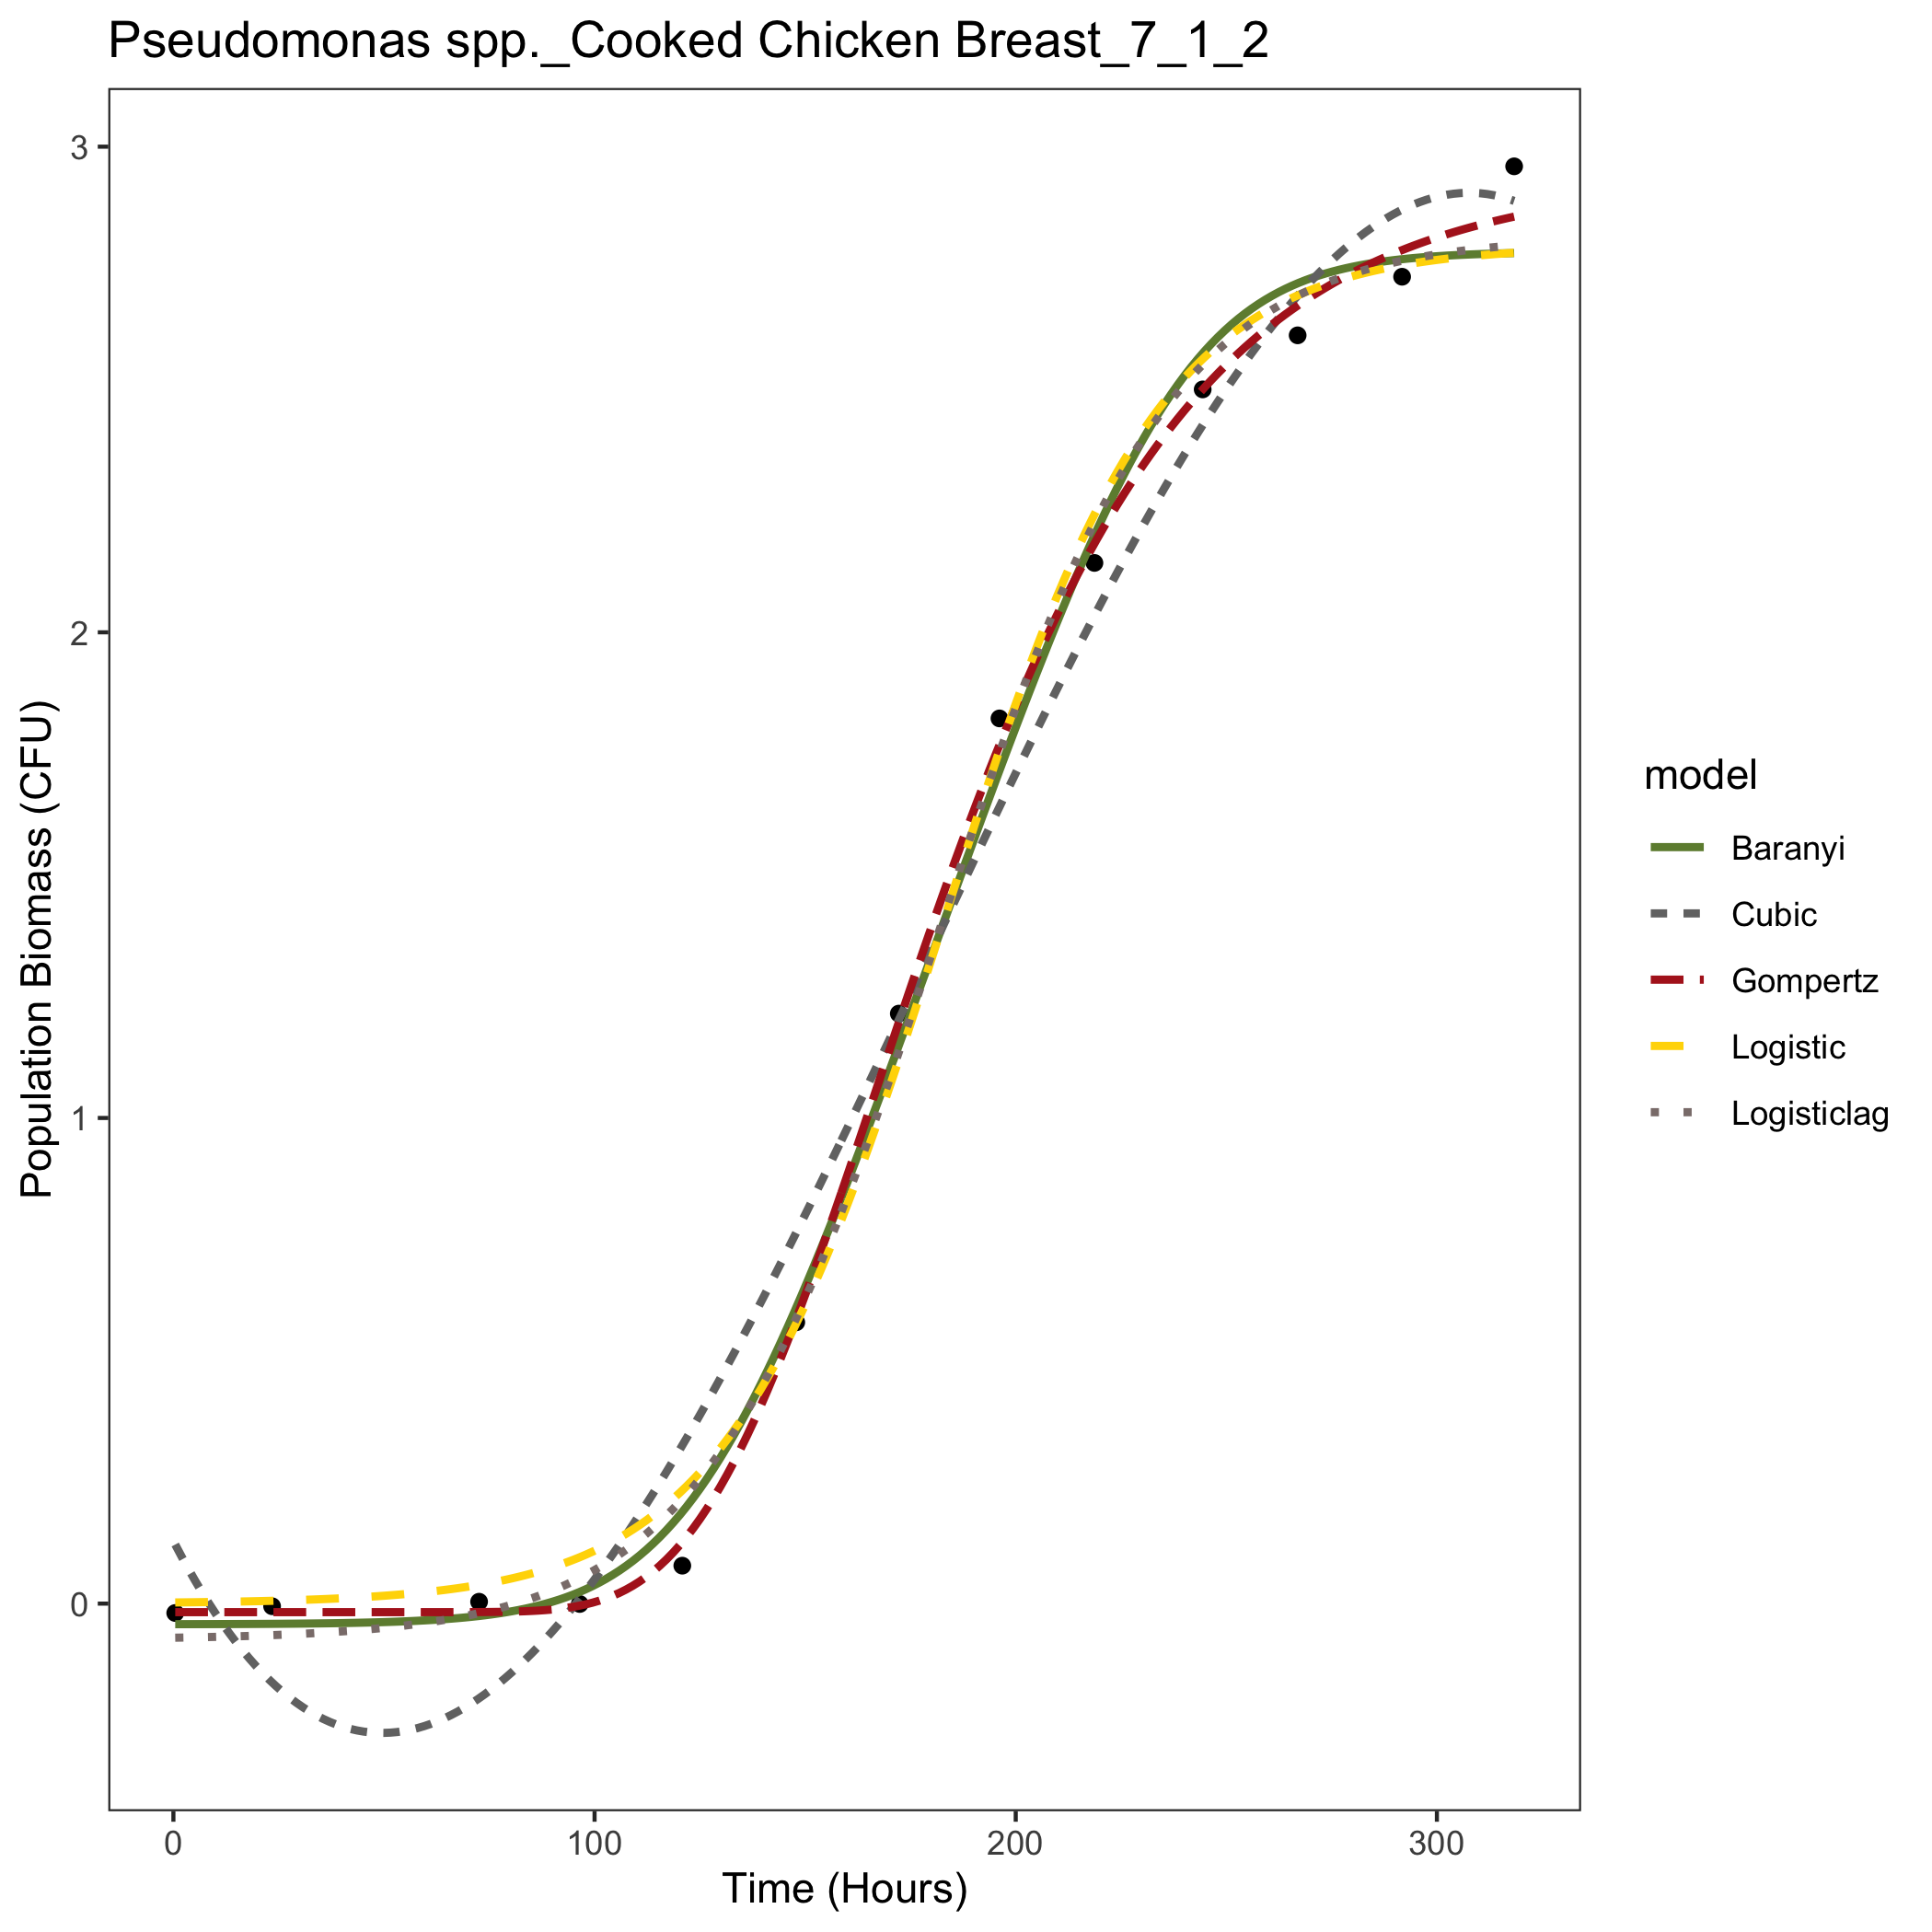 Pseudomonas spp._Cooked Chicken Breast_7_1_2
3
2
1
0
Population Biomass (CFU)
0 100 200 300
Time (Hours)
model
Baranyi
Cubic
Gompertz
Logistic
Logisticlag